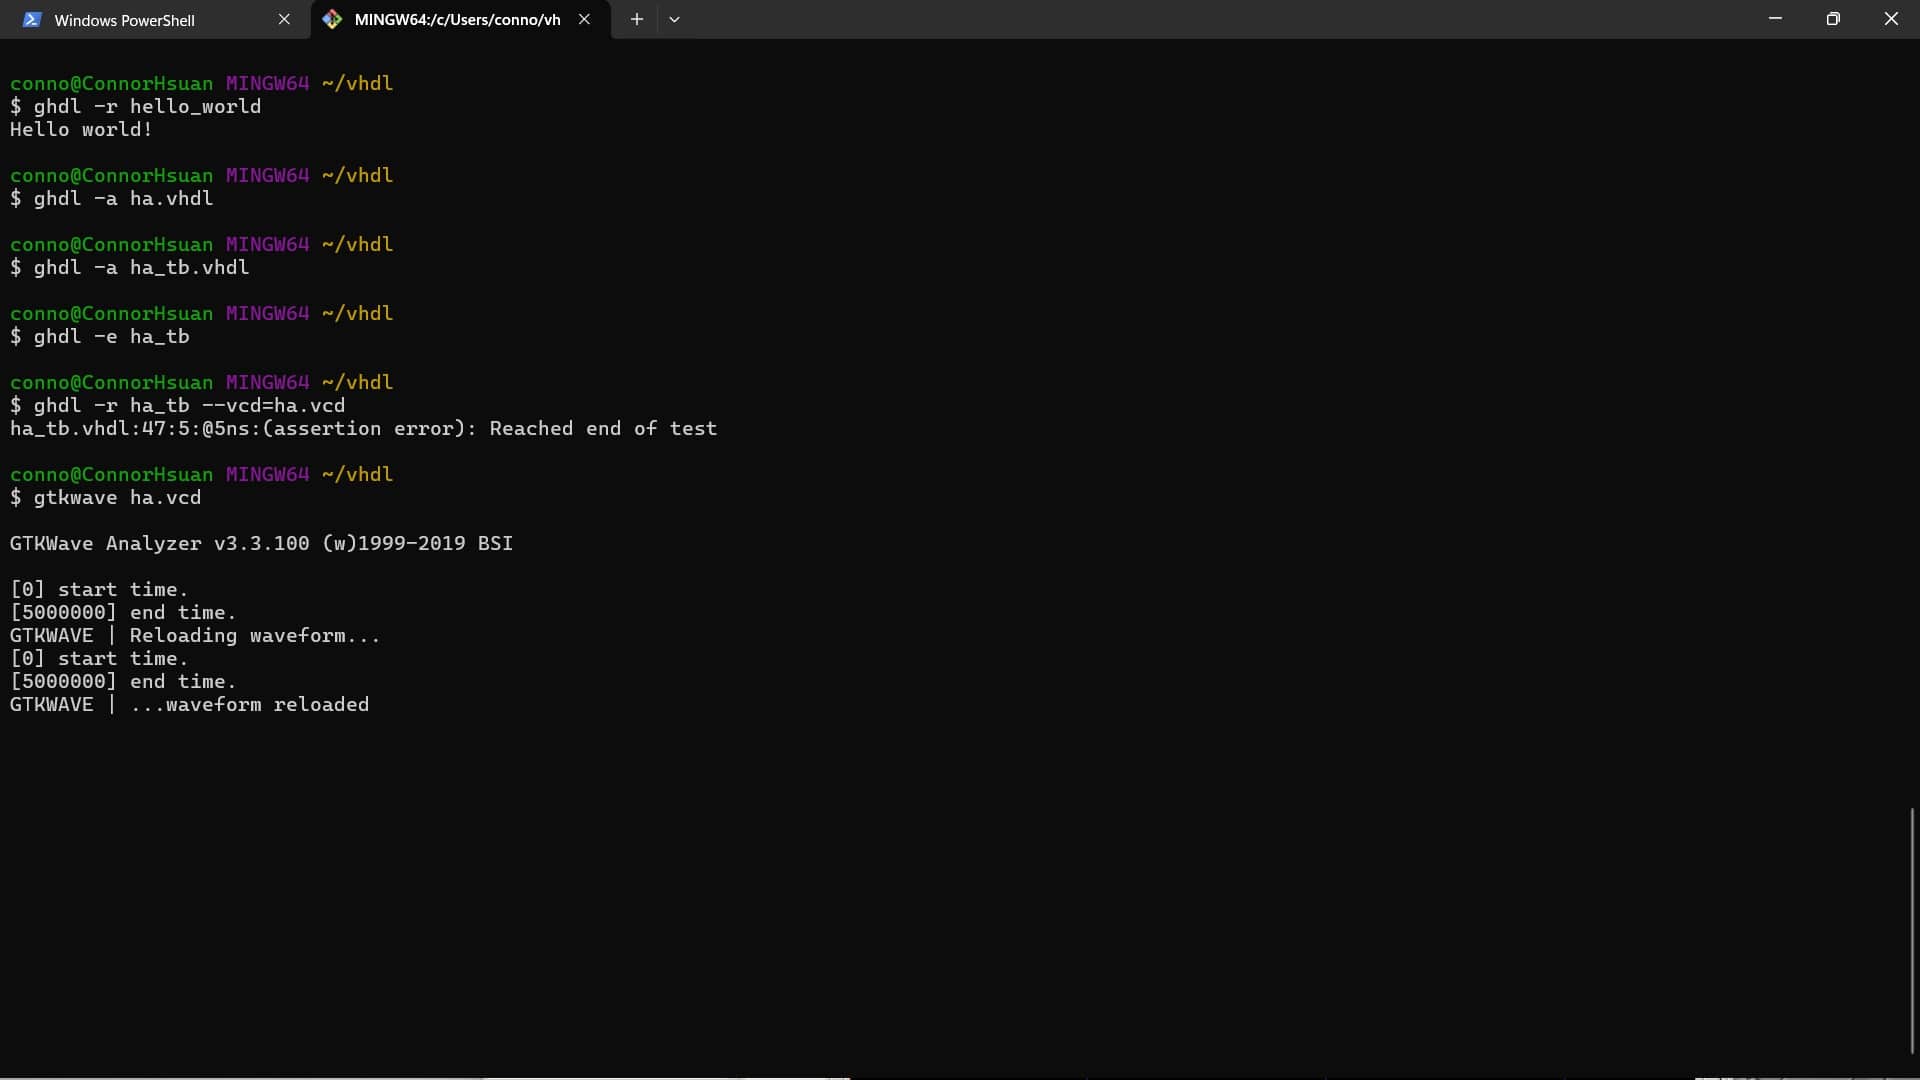 Windows PowerShell
MINGW64:/c/Users/conno/vh
conno@ConnorHsuan MINGW64 ~/vhdl
$ ghdl -r hello_world
Hello world!
conno@ConnorHsuan MINGW64 ~/vhdl
$ ghdl -a ha.vhdl
conno@ConnorHsuan MINGW64 ~/vhdl
$ ghdl -a ha_tb.vhdl
conno@ConnorHsuan MINGW64 ~/vhdl
$ ghdl -e ha_tb
conno@ConnorHsuan MINGW64 ~/vhdl
$ ghdl -r ha_tb --vcd=ha.vcd
ha_tb.vhdl:47:5:@5ns:(assertion error): Reached end of test
conno@ConnorHsuan MINGW64 ~/vhdl
$ gtkwave ha.vcd
GTKWave Analyzer v3.3.100 (w)1999-2019 BSI
[0] start time.
[5000000] end time.
GTKWAVE | Reloading waveform...
[0] start time.
[5000000] end time.
GTKWAVE | ...waveform reloaded